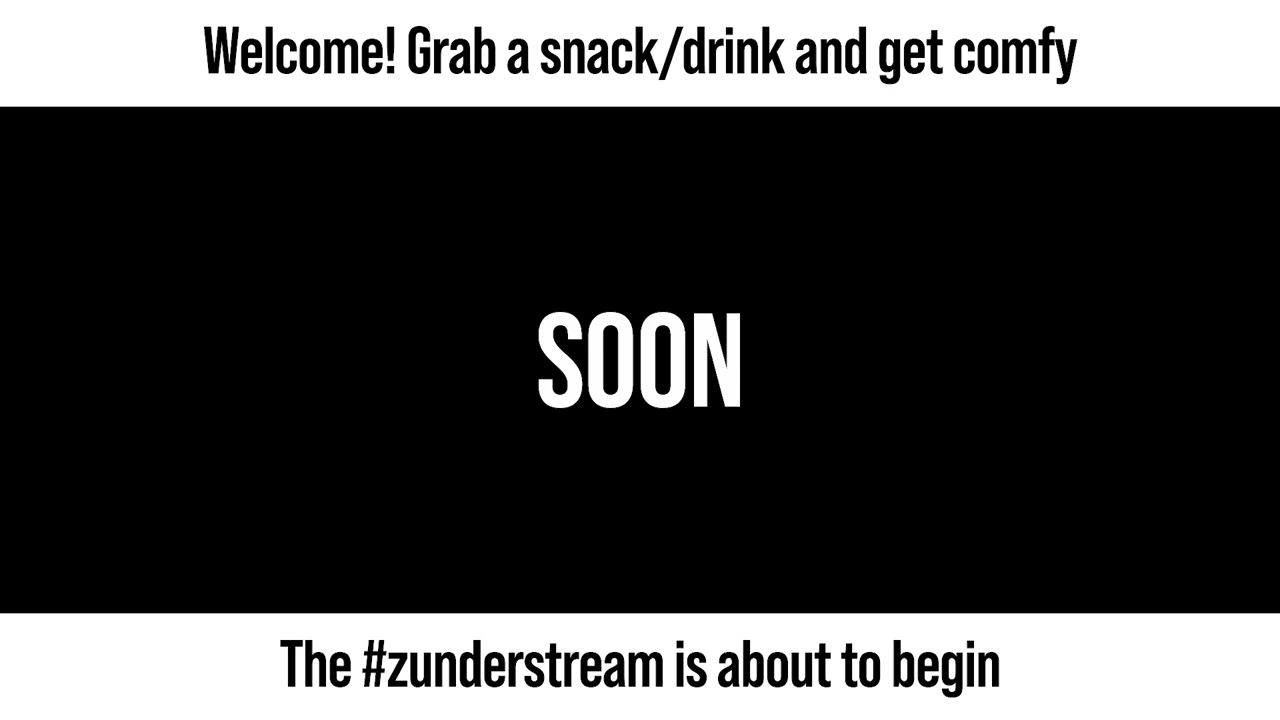 Welcome! Grab a snack/drink and get comfy
SOON
The #zunderstream is about to begin